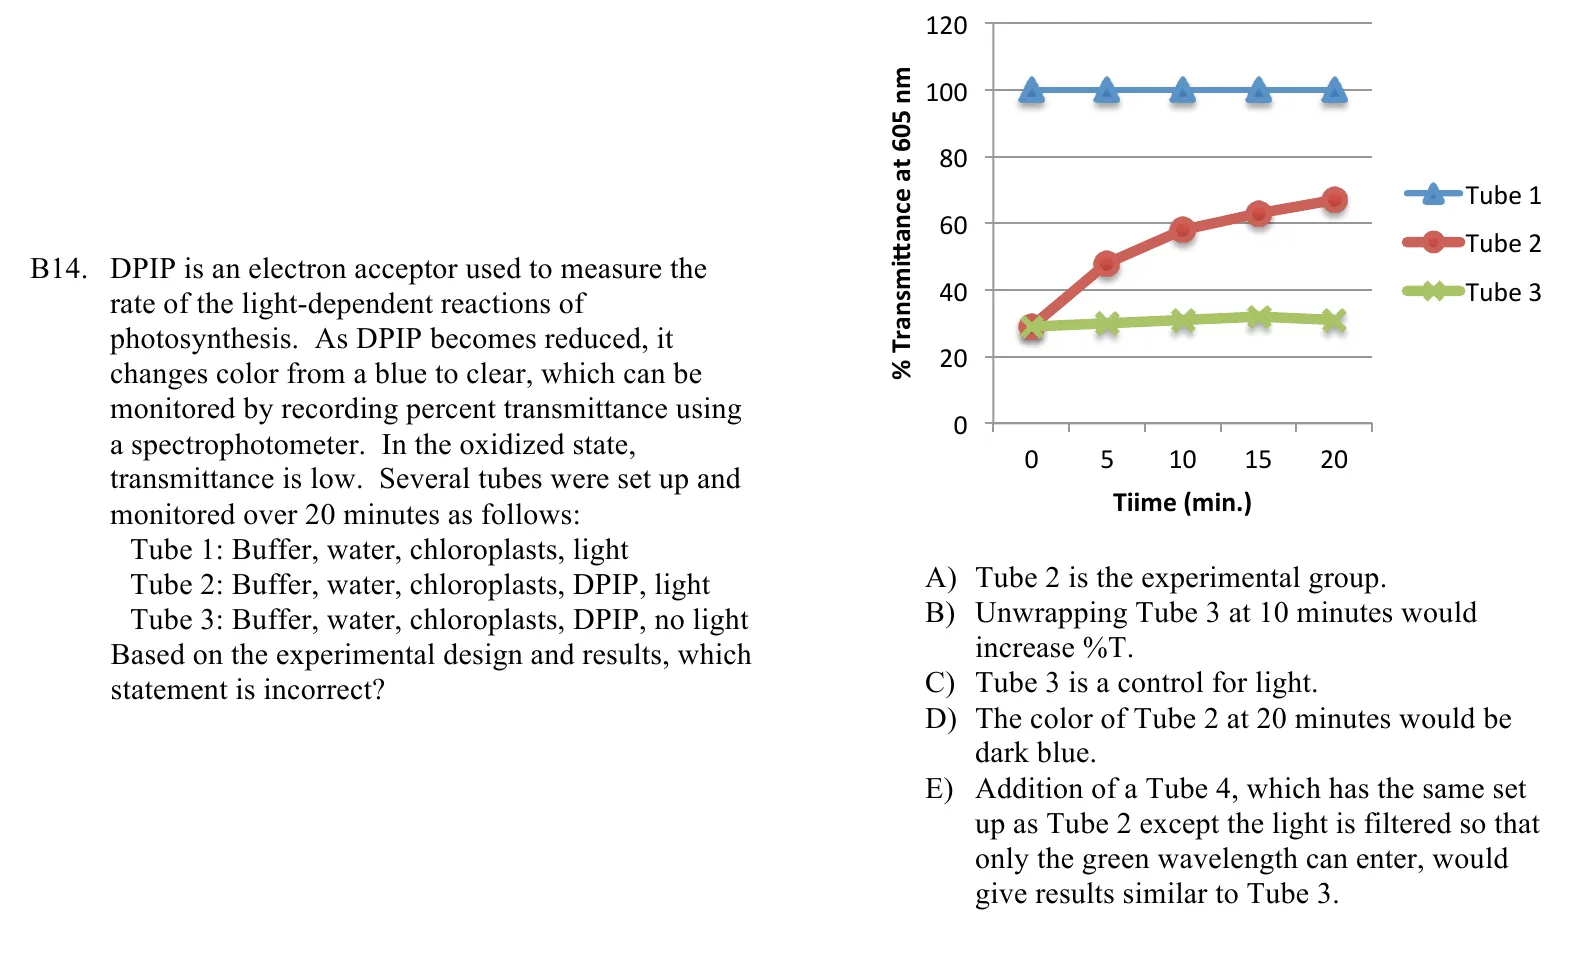 B14. DPIP is an electron acceptor used to measure the
rate of the light-dependent reactions of
photosynthesis. As DPIP becomes reduced, it
changes color from a blue to clear, which can be
monitored by recording percent transmittance using
a spectrophotometer. In the oxidized state,
transmittance is low. Several tubes were set up and
monitored over 20 minutes as follows:
Tube 1: Buffer, water, chloroplasts, light
Tube 2: Buffer, water, chloroplasts, DPIP, light
Tube 3: Buffer, water, chloroplasts, DPIP, no light
Based on the experimental design and results, which
statement is incorrect?
% Transmittance at 605 nm
120
100
80
60
40
20
0
0 5 10 15 20
Tiime (min.)
Tube 1
Tube 2
Tube 3
A) Tube 2 is the experimental group.
B) Unwrapping Tube 3 at 10 minutes would
increase %T.
C) Tube 3 is a control for light.
D) The color of Tube 2 at 20 minutes would be
dark blue.
E) Addition of a Tube 4, which has the same set
up as Tube 2 except the light is filtered so that
only the green wavelength can enter, would
give results similar to Tube 3.